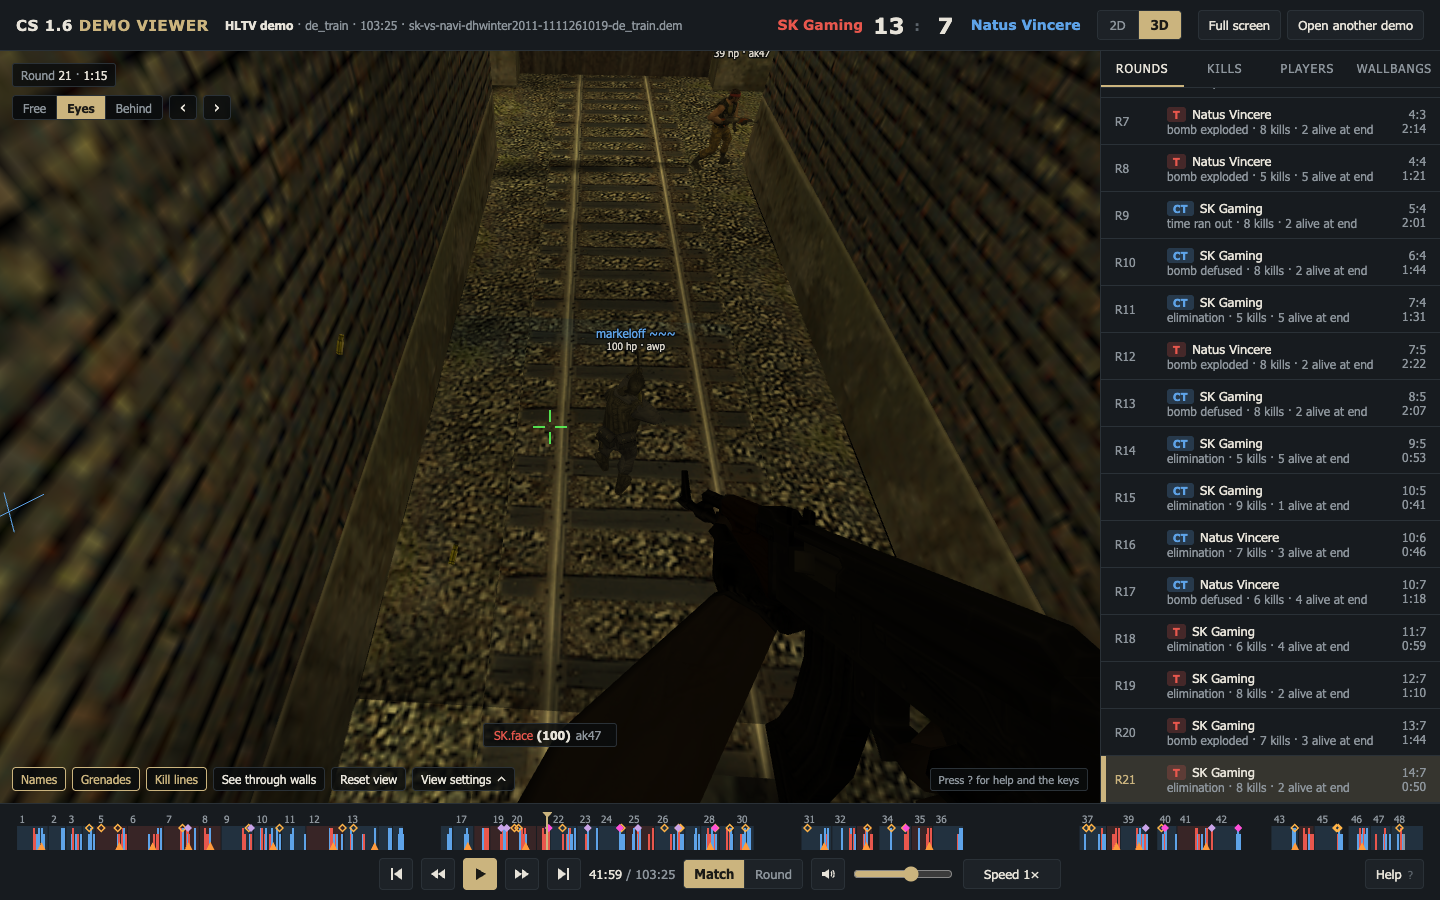 CS 1.6 DEMO VIEWER
HLTV demo · de_train · 103:25 · sk-vs-navi-dhwinter2011-1111261019-de_train.dem
SK Gaming 13 : 7 Natus Vincere
2D 3D
Full screen
Open another demo
Round 21 · 1:15
Free Eyes Behind < >
39 hp · ak47
markeloff ~~~
100 hp · awp
SK.face (100) ak47
Names Grenades Kill lines See through walls Reset view View settings
Press ? for help and the keys
ROUNDS KILLS PLAYERS WALLBANGS
R7 T Natus Vincere 4:3
bomb exploded · 8 kills · 2 alive at end 2:14
R8 T Natus Vincere 4:4
bomb exploded · 5 kills · 5 alive at end 1:21
R9 CT SK Gaming 5:4
time ran out · 8 kills · 2 alive at end 2:01
R10 CT SK Gaming 6:4
bomb defused · 8 kills · 2 alive at end 1:44
R11 CT SK Gaming 7:4
elimination · 5 kills · 5 alive at end 1:31
R12 T Natus Vincere 7:5
bomb exploded · 8 kills · 2 alive at end 2:22
R13 CT SK Gaming 8:5
bomb defused · 8 kills · 2 alive at end 2:07
R14 CT SK Gaming 9:5
elimination · 5 kills · 5 alive at end 0:53
R15 CT SK Gaming 10:5
elimination · 9 kills · 1 alive at end 0:41
R16 CT Natus Vincere 10:6
elimination · 7 kills · 3 alive at end 0:46
R17 CT Natus Vincere 10:7
bomb defused · 6 kills · 4 alive at end 1:18
R18 T SK Gaming 11:7
elimination · 6 kills · 4 alive at end 0:59
R19 T SK Gaming 12:7
elimination · 8 kills · 2 alive at end 1:10
R20 T SK Gaming 13:7
bomb exploded · 7 kills · 3 alive at end 1:44
R21 T SK Gaming 14:7
elimination · 8 kills · 2 alive at end 0:50
1 2 3 5 6 7 8 9 10 11 12 13 17 19 20 22 23 24 26 28 30 31 32 34 35 36 37 39 40 41 42 43 45 46 47 48
41:59 / 103:25
Match Round
Speed 1×
Help ?